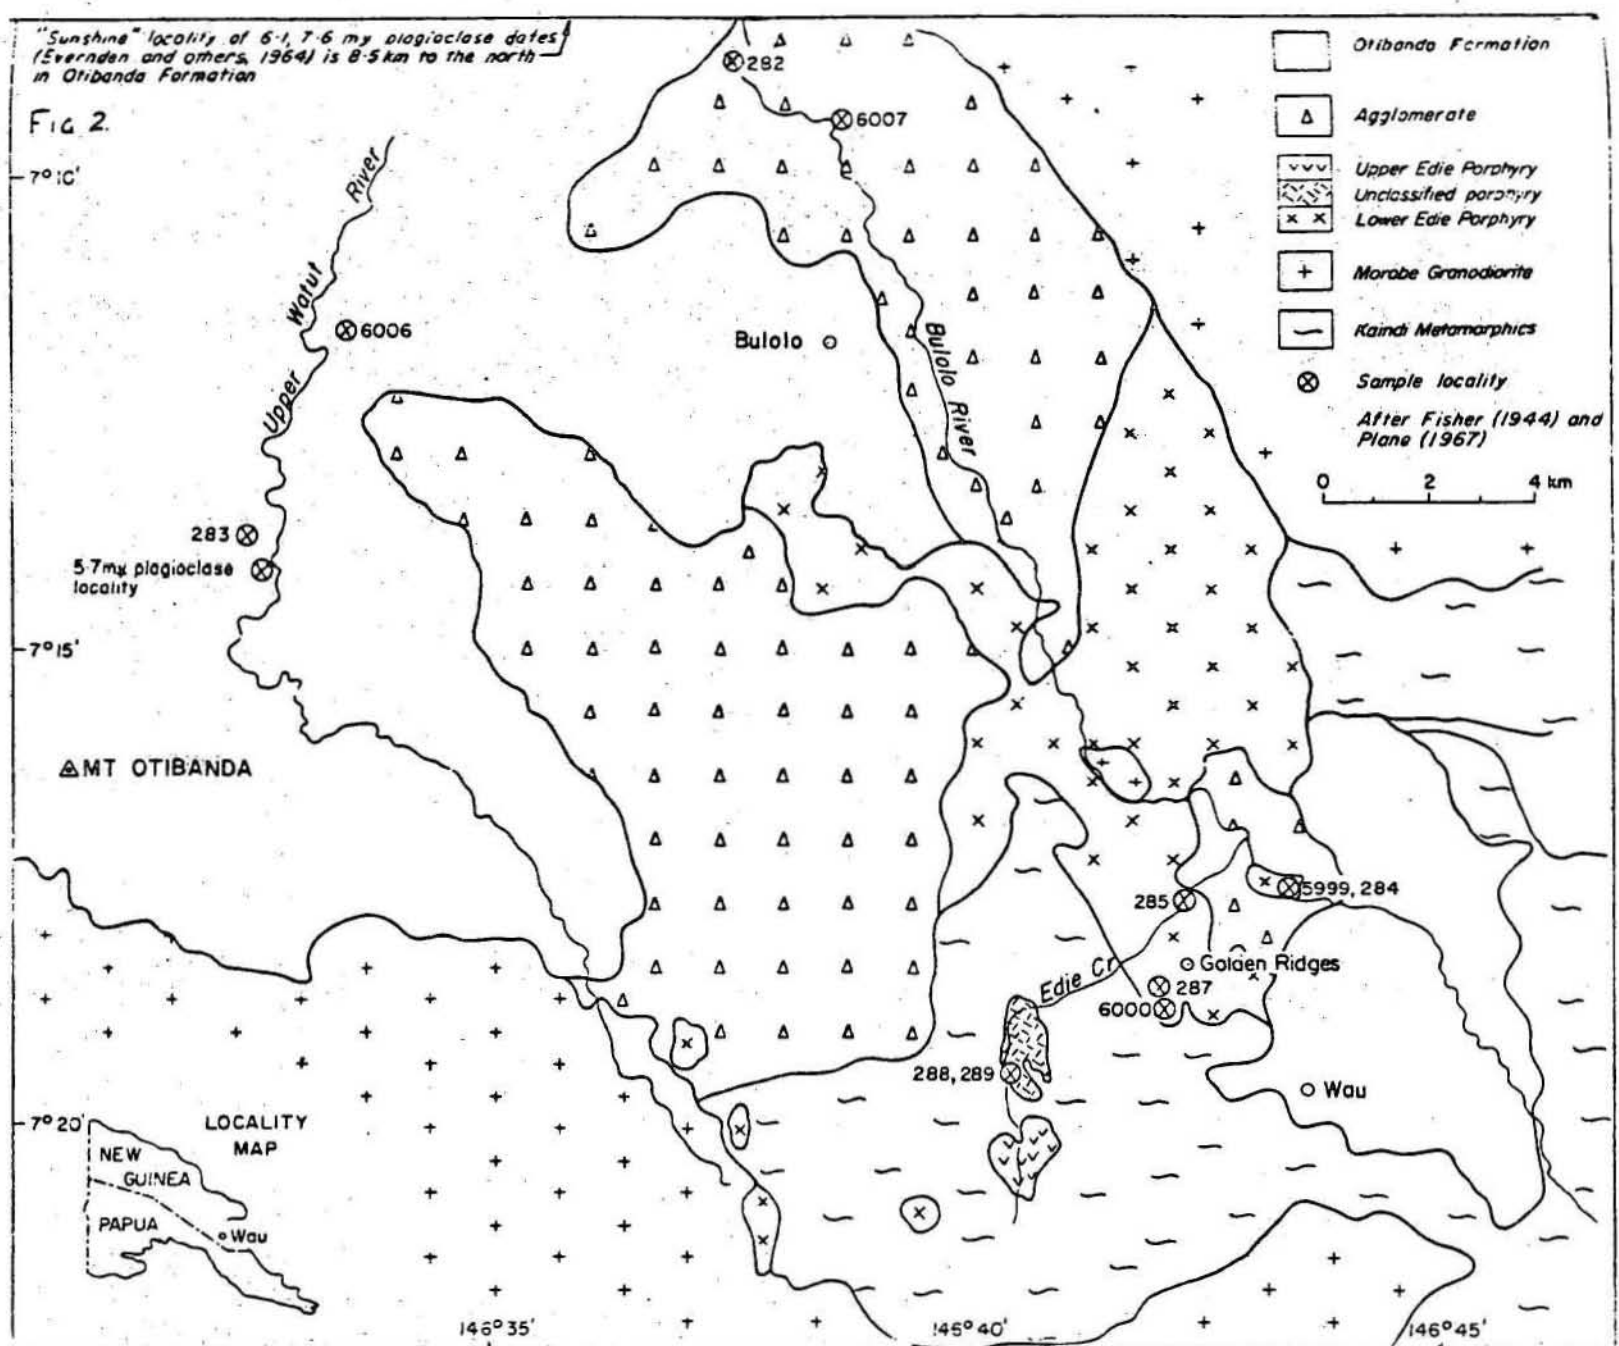 "Sunshine" locality of 6·1, 7·6 my plagioclase dates
(Evernden and others, 1964) is 8·5 km to the north
in Otibanda Formation
FIG 2.
7°10'
7°15'
7°20'
Upper Watut River
6006
283
5·7my plagioclase
locality
MT OTIBANDA
282
6007
Bulolo
Bulolo River
5999, 284
285
Golden Ridges
Edie Cr
287
6000
288, 289
Wau
LOCALITY
MAP
NEW
GUINEA
PAPUA
Wau
146°35'
146°40'
146°45'
Otibanda Formation
Agglomerate
Upper Edie Porphyry
Unclassified porphyry
Lower Edie Porphyry
Morobe Granodiorite
Kaindi Metamorphics
Sample locality
After Fisher (1944) and
Plane (1967)
0 2 4 km